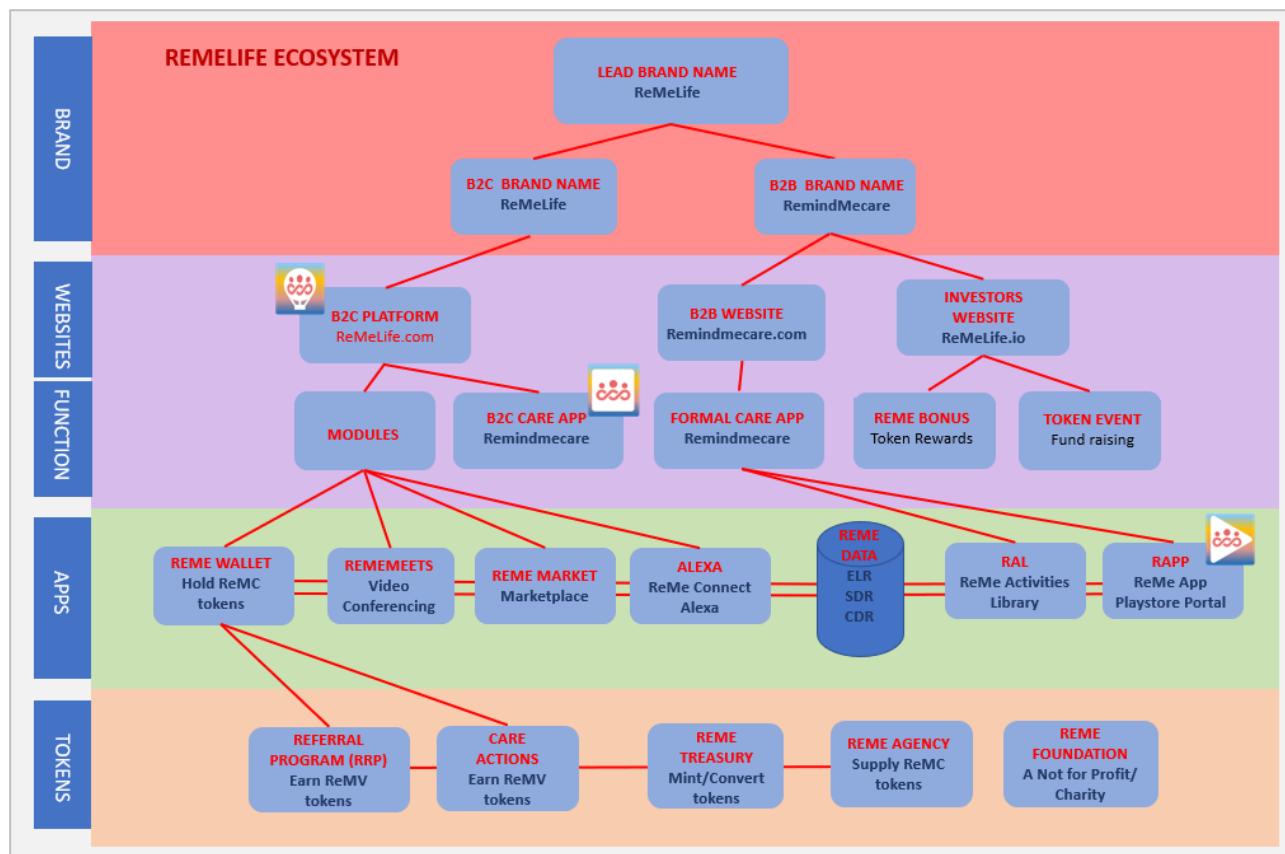 REMELIFE ECOSYSTEM
BRAND
LEAD BRAND NAME
ReMeLife
B2C BRAND NAME
ReMeLife
B2B BRAND NAME
RemindMecare
WEBSITES
B2C PLATFORM
ReMeLife.com
B2B WEBSITE
Remindmecare.com
INVESTORS
WEBSITE
ReMeLife.io
FUNCTION
MODULES
B2C CARE APP
Remindmecare
FORMAL CARE APP
Remindmecare
REME BONUS
Token Rewards
TOKEN EVENT
Fund raising
APPS
REME WALLET
Hold ReMC
tokens
REMEMEETS
Video
Conferencing
REME MARKET
Marketplace
ALEXA
ReMe Connect
Alexa
REME
DATA
ELR
SDR
CDR
RAL
ReMe Activities
Library
RAPP
ReMe App
Playstore Portal
TOKENS
REFERRAL
PROGRAM (RRP)
Earn ReMV
tokens
CARE
ACTIONS
Earn ReMV
tokens
REME
TREASURY
Mint/Convert
tokens
REME AGENCY
Supply ReMC
tokens
REME
FOUNDATION
A Not for Profit/
Charity